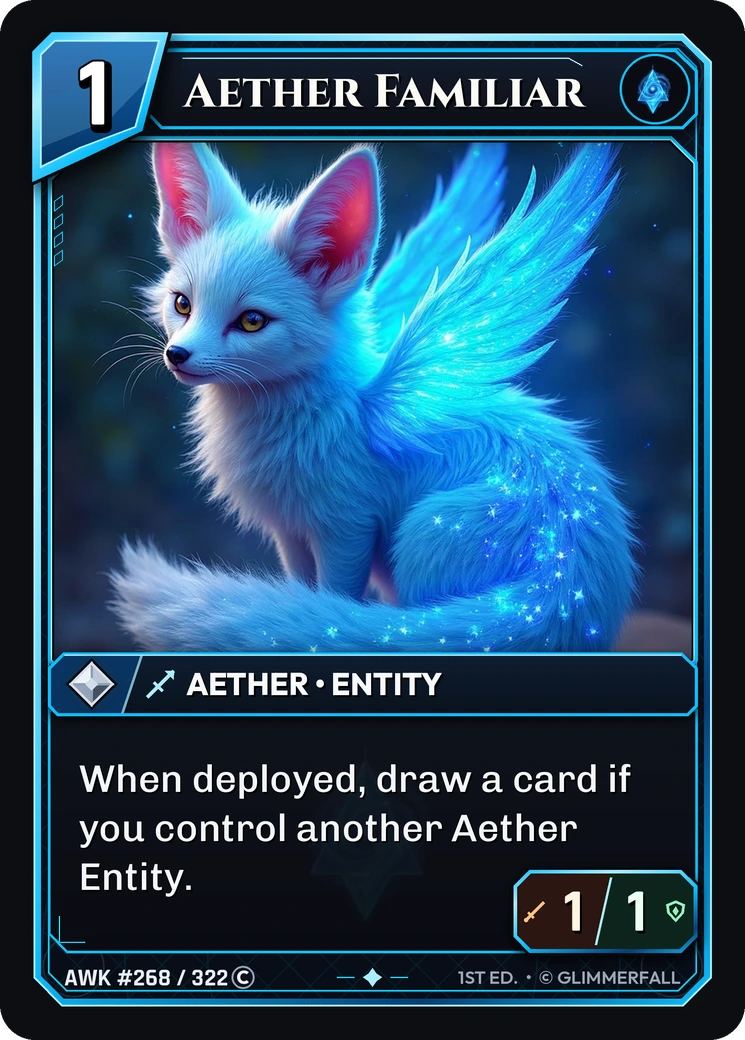 1
AETHER FAMILIAR
AETHER • ENTITY
When deployed, draw a card if
you control another Aether
Entity.
1 / 1
AWK #268 / 322 Ⓒ
1ST ED. • © GLIMMERFALL